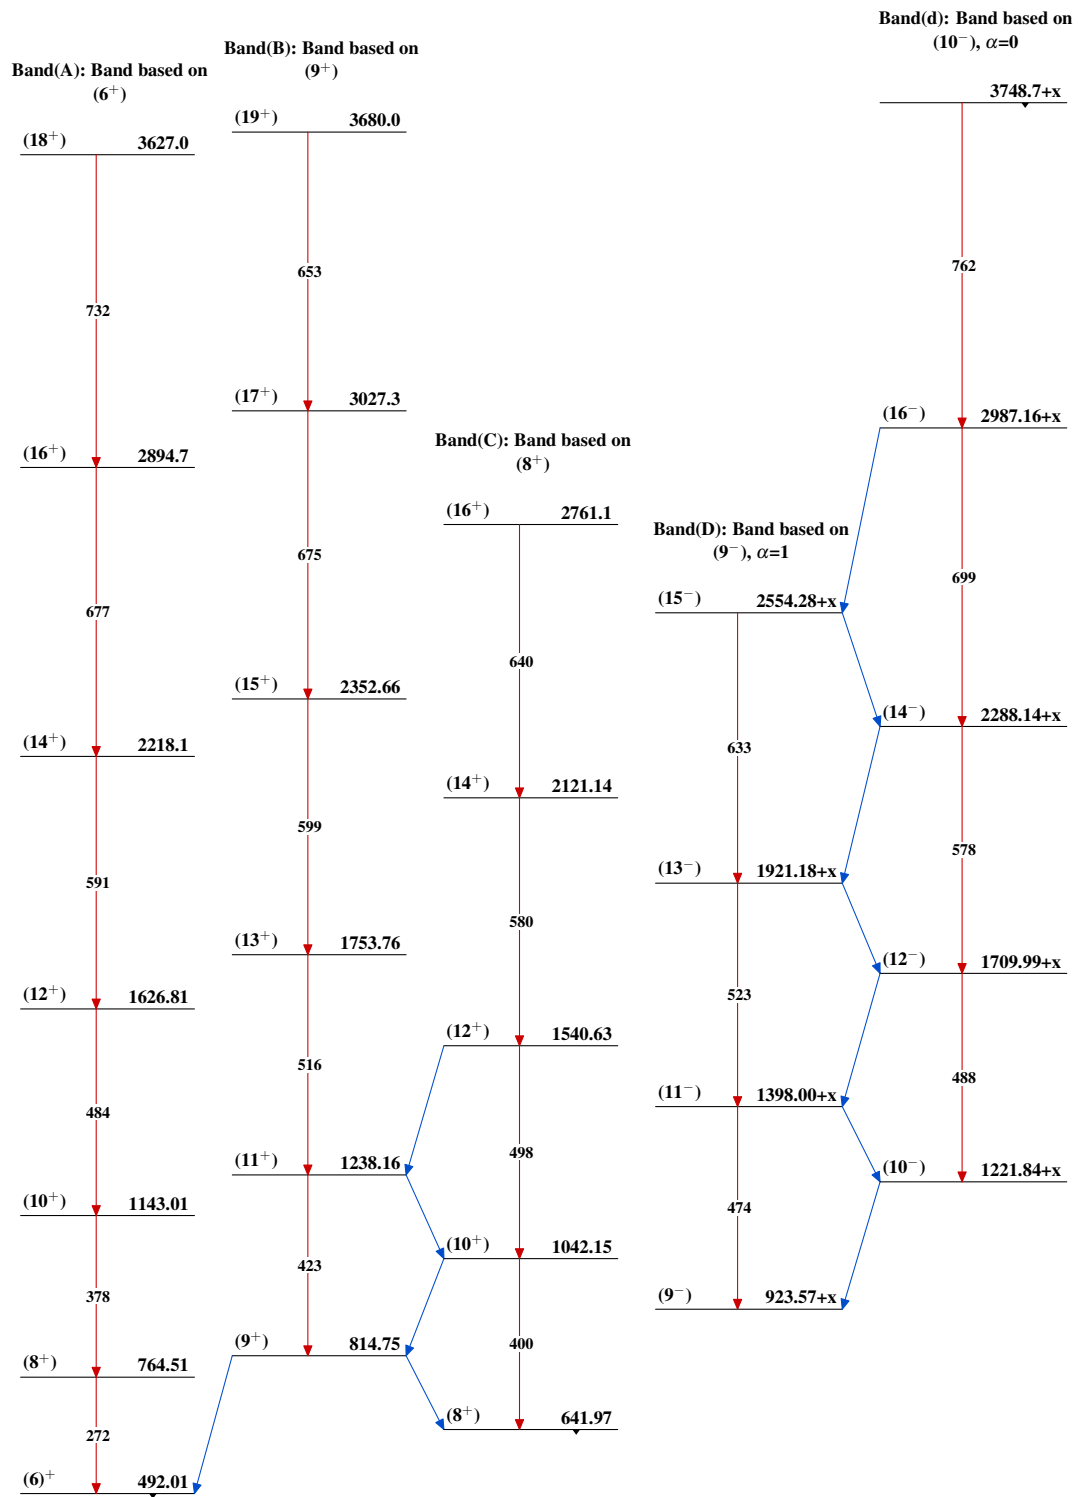 Band(A): Band based on
(6⁺)
(18⁺) 3627.0
732
(16⁺) 2894.7
677
(14⁺) 2218.1
591
(12⁺) 1626.81
484
(10⁺) 1143.01
378
(8⁺) 764.51
272
(6)⁺ 492.01
Band(B): Band based on
(9⁺)
(19⁺) 3680.0
653
(17⁺) 3027.3
675
(15⁺) 2352.66
599
(13⁺) 1753.76
516
(11⁺) 1238.16
423
(9⁺) 814.75
Band(C): Band based on
(8⁺)
(16⁺) 2761.1
640
(14⁺) 2121.14
580
(12⁺) 1540.63
498
(10⁺) 1042.15
400
(8⁺) 641.97
Band(D): Band based on
(9⁻), α=1
(15⁻) 2554.28+x
633
(13⁻) 1921.18+x
523
(11⁻) 1398.00+x
474
(9⁻) 923.57+x
Band(d): Band based on
(10⁻), α=0
3748.7+x
762
(16⁻) 2987.16+x
699
(14⁻) 2288.14+x
578
(12⁻) 1709.99+x
488
(10⁻) 1221.84+x